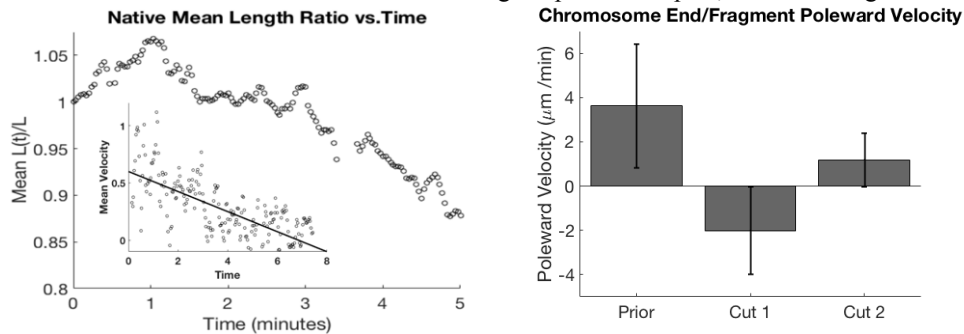 Native Mean Length Ratio vs.Time
Mean L(t)/L
1.05
1
0.95
0.9
0.85
0.8
0 1 2 3 4 5
Time (minutes)
Mean Velocity
1
0.5
0
0 2 4 6 8
Time
Chromosome End/Fragment Poleward Velocity
Poleward Velocity (μm /min)
6
4
2
0
-2
-4
Prior Cut 1 Cut 2